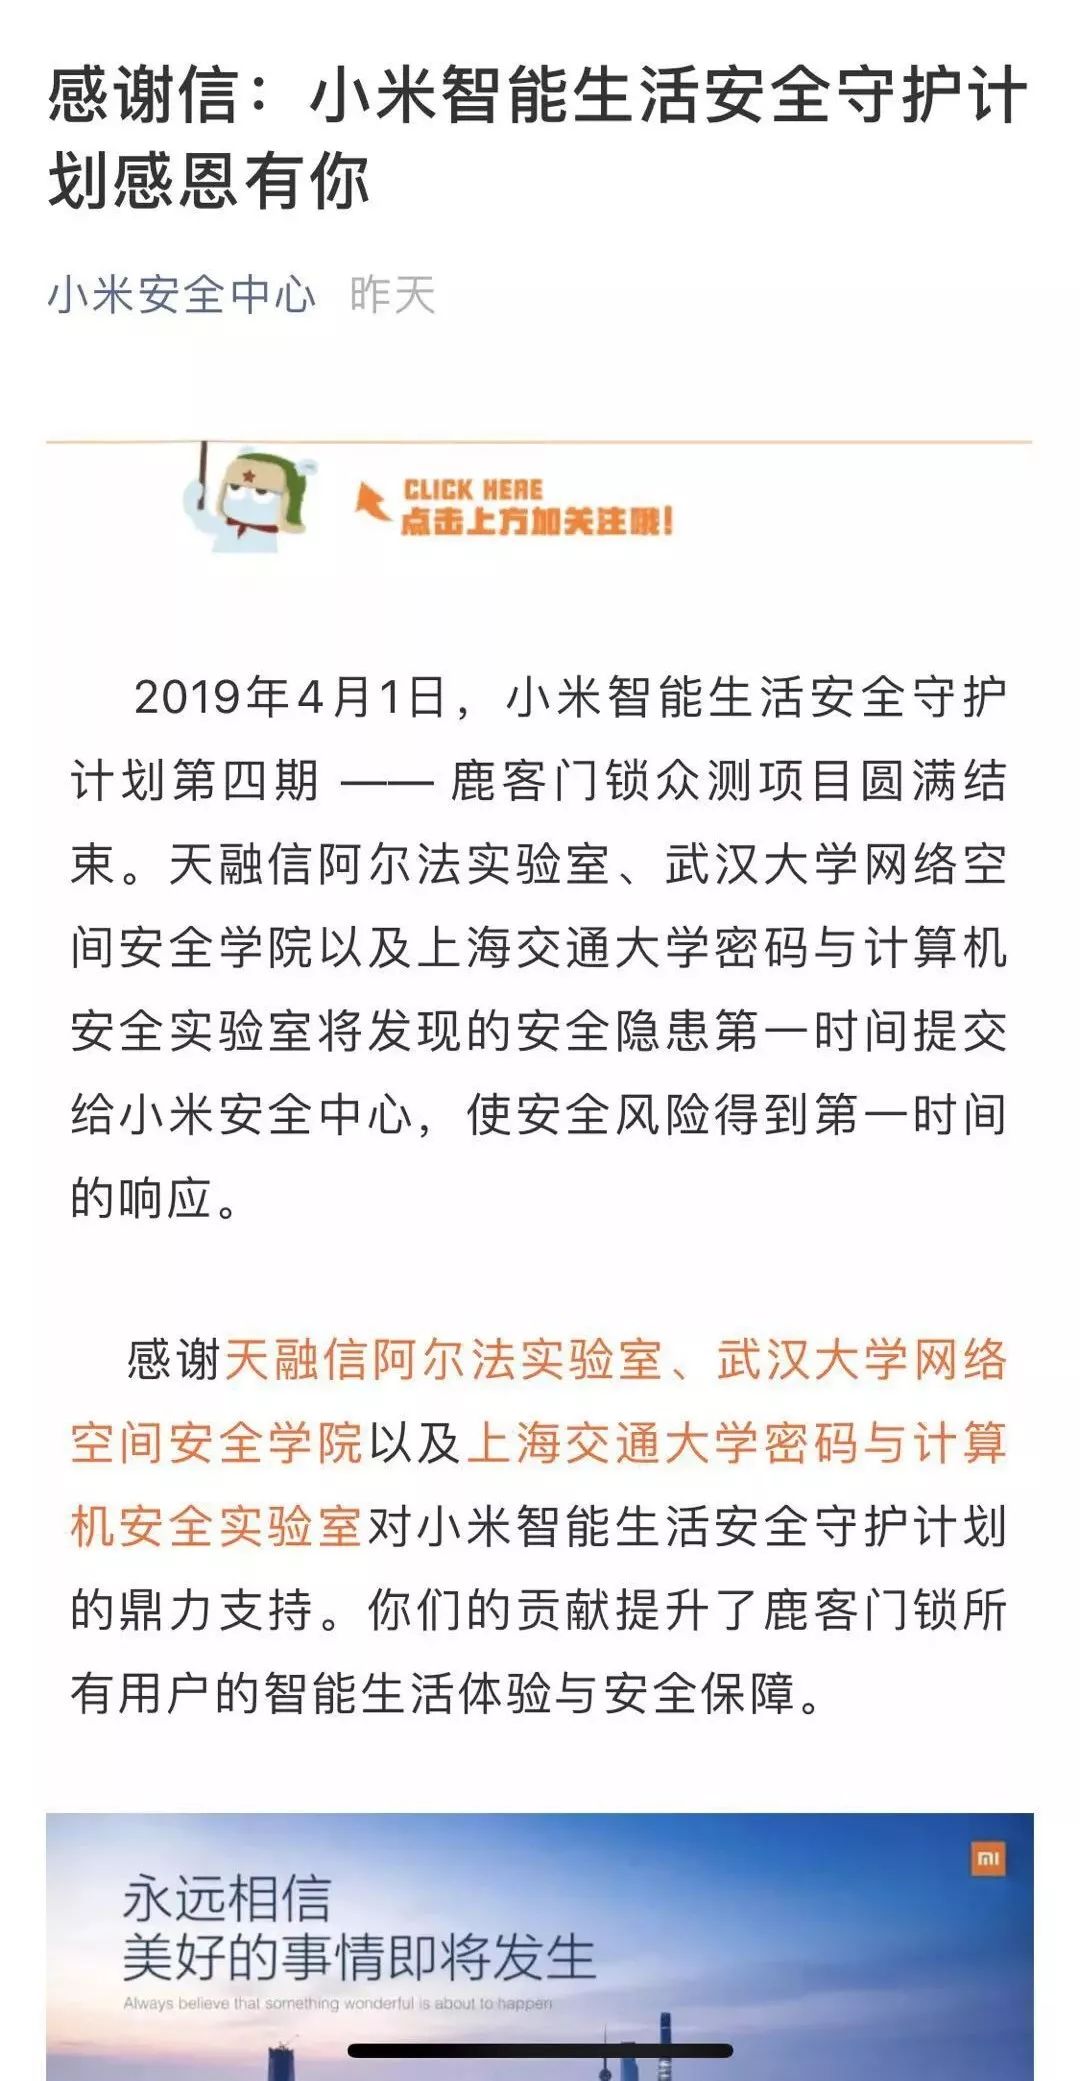 感谢信：小米智能生活安全守护计
划感恩有你
小米安全中心 昨天
CLICK HERE
点击上方加关注哦!
2019年4月1日，小米智能生活安全守护
计划第四期 —— 鹿客门锁众测项目圆满结
束。天融信阿尔法实验室、武汉大学网络空
间安全学院以及上海交通大学密码与计算机
安全实验室将发现的安全隐患第一时间提交
给小米安全中心，使安全风险得到第一时间
的响应。
感谢天融信阿尔法实验室、武汉大学网络
空间安全学院以及上海交通大学密码与计算
机安全实验室对小米智能生活安全守护计划
的鼎力支持。你们的贡献提升了鹿客门锁所
有用户的智能生活体验与安全保障。
MI
永远相信
美好的事情即将发生
Always believe that something wonderful is about to happen